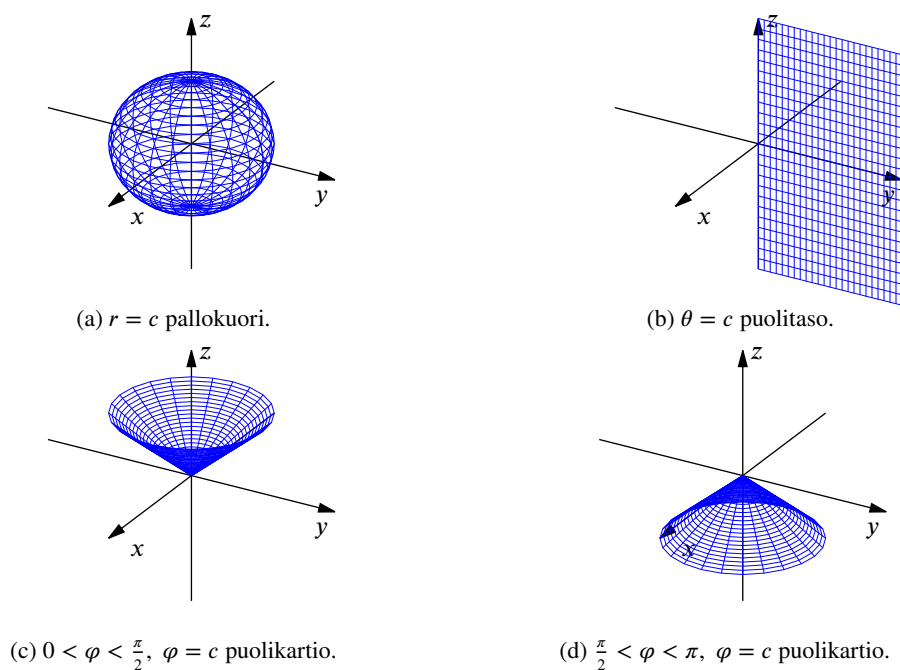 z
y
x
(a) r = c pallokuori.
z
y
x
(b) θ = c puolitaso.
z
y
x
(c) 0 < φ < π/2, φ = c puolikartio.
z
y
x
(d) π/2 < φ < π, φ = c puolikartio.